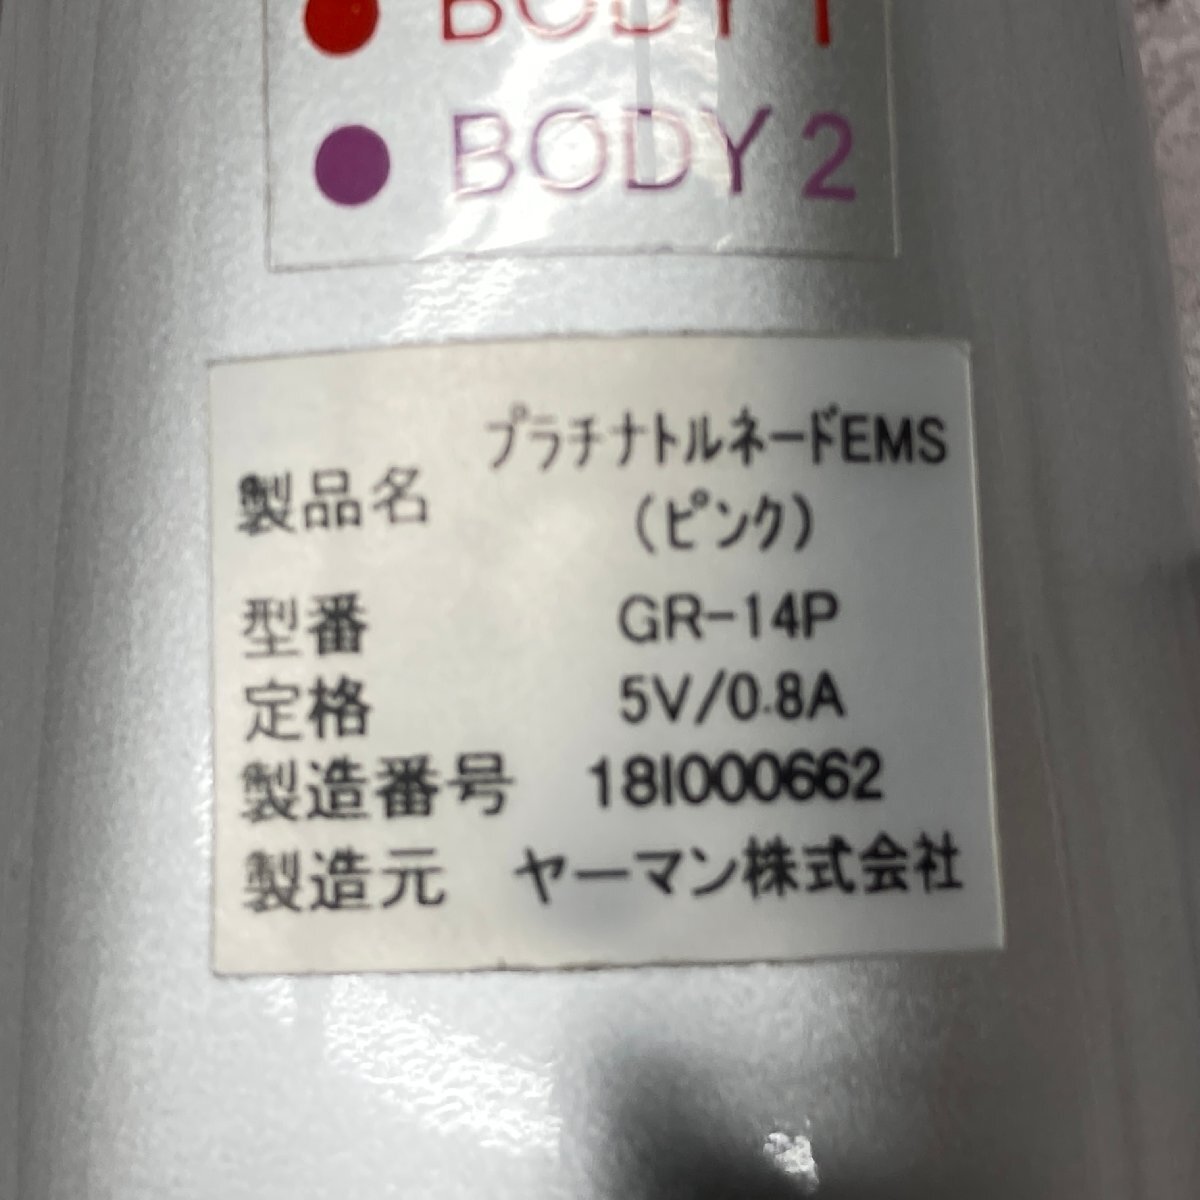 BODY 1
BODY 2
製品名 プラチナトルネードEMS
(ピンク)
型番 GR-14P
定格 5V/0.8A
製造番号 18I000662
製造元 ヤーマン株式会社